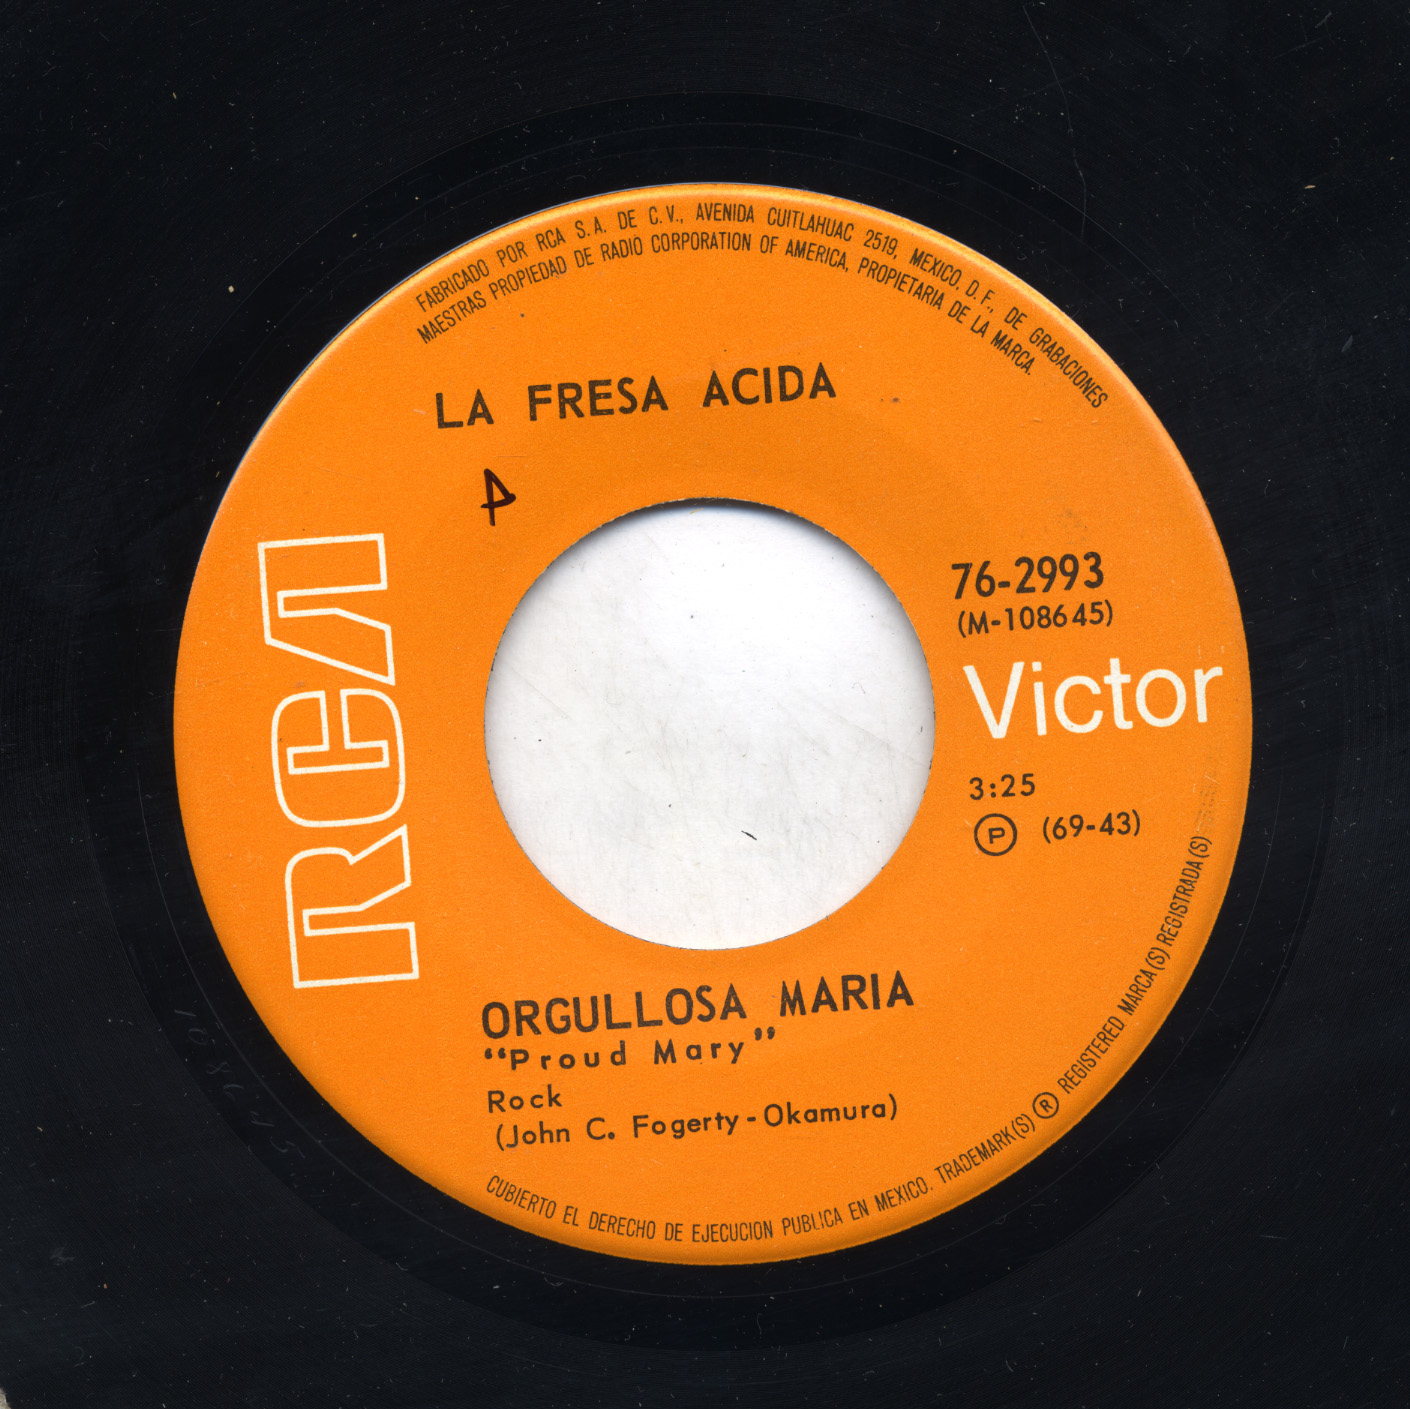 FABRICADO POR RCA S.A. DE C.V., AVENIDA CUITLAHUAC 2519, MEXICO, D.F., DE GRABACIONES
MAESTRAS PROPIEDAD DE RADIO CORPORATION OF AMERICA, PROPIETARIA DE LA MARCA.
LA FRESA ACIDA
A
RCA
76-2993
(M-108645)
Victor
3:25
Ⓟ (69-43)
ORGULLOSA MARIA
"Proud Mary"
Rock
(John C. Fogerty-Okamura)
CUBIERTO EL DERECHO DE EJECUCION PUBLICA EN MEXICO. TRADEMARK(S) ® REGISTERED MARCA(S) REGISTRADA(S)
108645